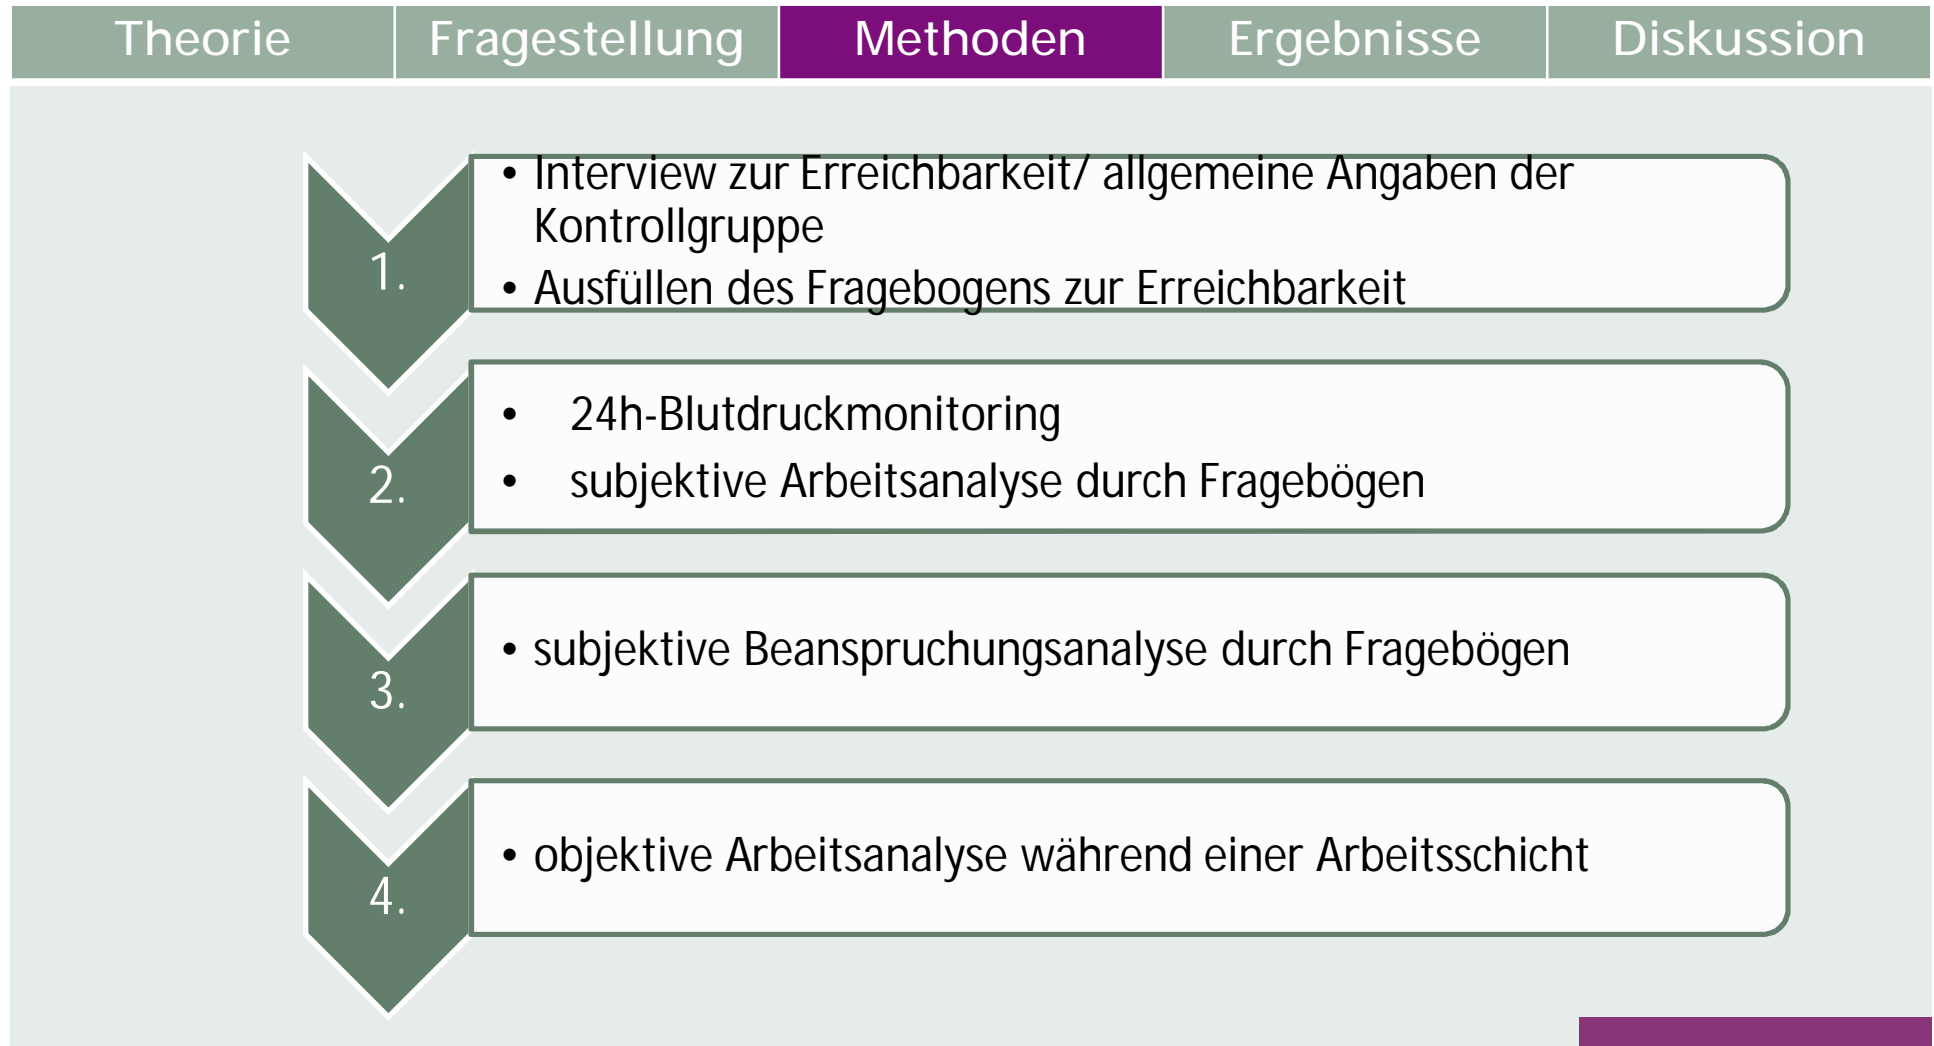 Theorie Fragestellung Methoden Ergebnisse Diskussion
1.
• Interview zur Erreichbarkeit/ allgemeine Angaben der
Kontrollgruppe
• Ausfüllen des Fragebogens zur Erreichbarkeit
2.
• 24h-Blutdruckmonitoring
• subjektive Arbeitsanalyse durch Fragebögen
3.
• subjektive Beanspruchungsanalyse durch Fragebögen
4.
• objektive Arbeitsanalyse während einer Arbeitsschicht